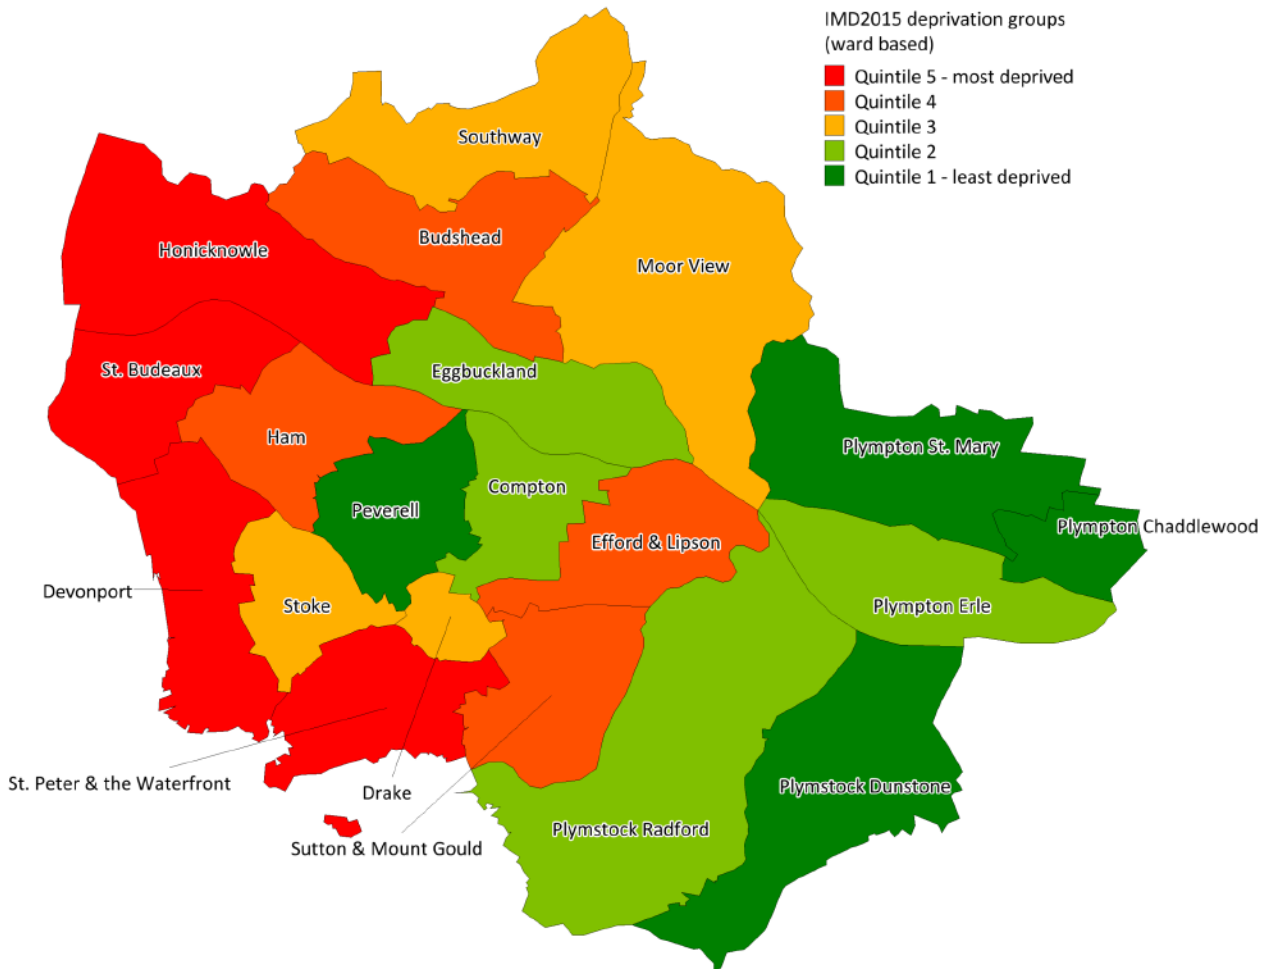 IMD2015 deprivation groups
(ward based)
Quintile 5 - most deprived
Quintile 4
Quintile 3
Quintile 2
Quintile 1 - least deprived
Southway
Budshead
Honicknowle
Moor View
St. Budeaux
Eggbuckland
Ham
Plympton St. Mary
Compton
Peverell
Plympton Chaddlewood
Efford & Lipson
Devonport
Stoke
Plympton Erle
St. Peter & the Waterfront
Drake
Plymstock Dunstone
Plymstock Radford
Sutton & Mount Gould